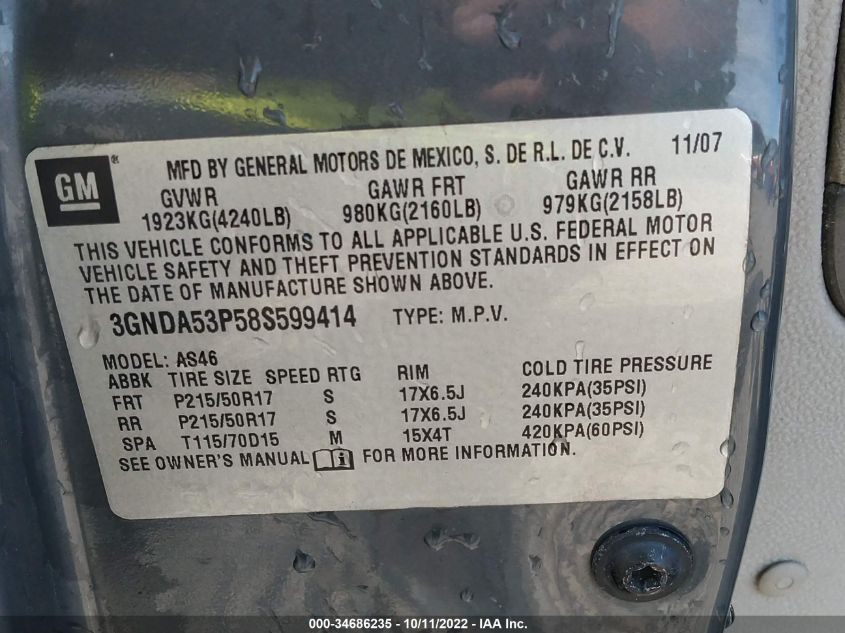 GM ® MFD BY GENERAL MOTORS DE MEXICO, S. DE R.L. DE C.V. 11/07
GVWR GAWR FRT GAWR RR
1923KG(4240LB) 980KG(2160LB) 979KG(2158LB)
THIS VEHICLE CONFORMS TO ALL APPLICABLE U.S. FEDERAL MOTOR
VEHICLE SAFETY AND THEFT PREVENTION STANDARDS IN EFFECT ON
THE DATE OF MANUFACTURE SHOWN ABOVE.
3GNDA53P58S599414 TYPE: M.P.V.
MODEL: AS46
ABBK TIRE SIZE SPEED RTG RIM COLD TIRE PRESSURE
FRT P215/50R17 S 17X6.5J 240KPA(35PSI)
RR P215/50R17 S 17X6.5J 240KPA(35PSI)
SPA T115/70D15 M 15X4T 420KPA(60PSI)
SEE OWNER'S MANUAL i FOR MORE INFORMATION.
000-34686235 - 10/11/2022 - IAA Inc.